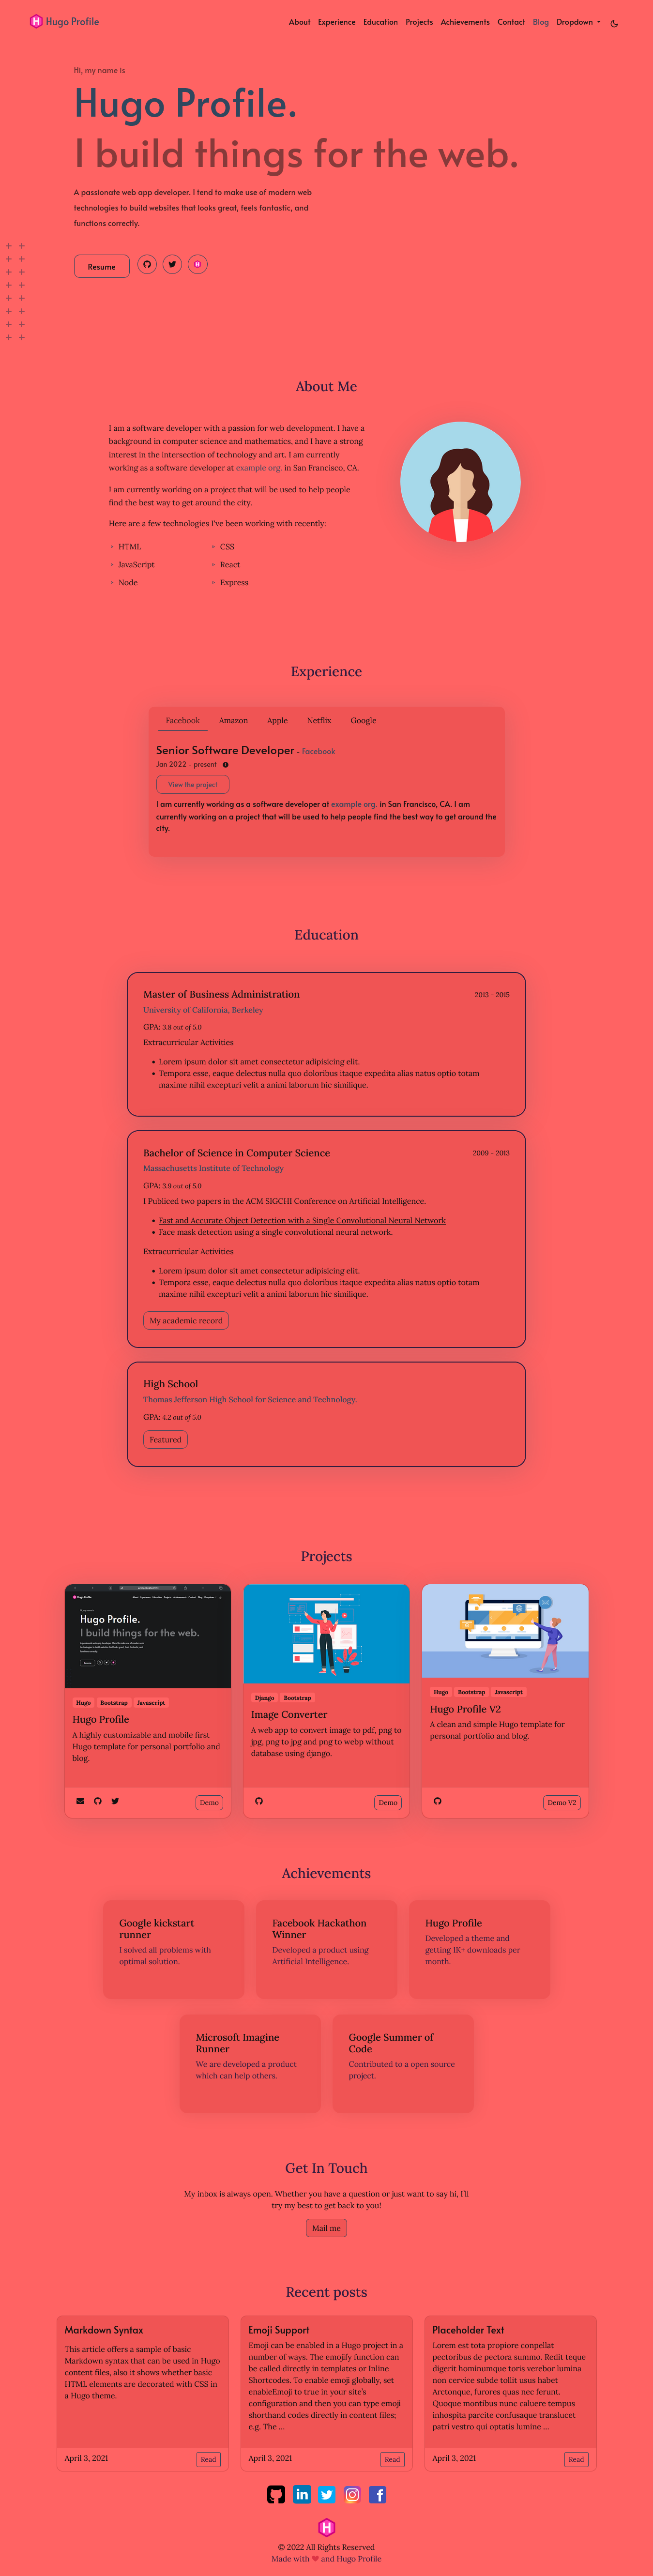 Hugo Profile
About Experience Education Projects Achievements Contact Blog Dropdown
Hi, my name is
Hugo Profile.
I build things for the web.
A passionate web app developer. I tend to make use of modern web
technologies to build websites that looks great, feels fantastic, and
functions correctly.
Resume
About Me
I am a software developer with a passion for web development. I have a
background in computer science and mathematics, and I have a strong
interest in the intersection of technology and art. I am currently
working as a software developer at example org. in San Francisco, CA.
I am currently working on a project that will be used to help people
find the best way to get around the city.
Here are a few technologies I've been working with recently:
HTML CSS
JavaScript React
Node Express
Experience
Facebook Amazon Apple Netflix Google
Senior Software Developer - Facebook
Jan 2022 - present
View the project
I am currently working as a software developer at example org. in San Francisco, CA. I am
currently working on a project that will be used to help people find the best way to get around the
city.
Education
Master of Business Administration 2013 - 2015
University of California, Berkeley
GPA: 3.8 out of 5.0
Extracurricular Activities
Lorem ipsum dolor sit amet consectetur adipisicing elit.
Tempora esse, eaque delectus nulla quo doloribus itaque expedita alias natus optio totam
maxime nihil excepturi velit a animi laborum hic similique.
Bachelor of Science in Computer Science 2009 - 2013
Massachusetts Institute of Technology
GPA: 3.9 out of 5.0
I Publiced two papers in the ACM SIGCHI Conference on Artificial Intelligence.
Fast and Accurate Object Detection with a Single Convolutional Neural Network
Face mask detection using a single convolutional neural network.
Extracurricular Activities
Lorem ipsum dolor sit amet consectetur adipisicing elit.
Tempora esse, eaque delectus nulla quo doloribus itaque expedita alias natus optio totam
maxime nihil excepturi velit a animi laborum hic similique.
My academic record
High School
Thomas Jefferson High School for Science and Technology.
GPA: 4.2 out of 5.0
Featured
Projects
Hugo Profile.
I build things for the web.
Hugo Bootstrap Javascript
Hugo Profile
A highly customizable and mobile first
Hugo template for personal portfolio and
blog.
Demo
Django Bootstrap
Image Converter
A web app to convert image to pdf, png to
jpg, png to jpg and png to webp without
database using django.
Demo
Hugo Bootstrap Javascript
Hugo Profile V2
A clean and simple Hugo template for
personal portfolio and blog.
Demo V2
Achievements
Google kickstart
runner
I solved all problems with
optimal solution.
Facebook Hackathon
Winner
Developed a product using
Artificial Intelligence.
Hugo Profile
Developed a theme and
getting 1K+ downloads per
month.
Microsoft Imagine
Runner
We are developed a product
which can help others.
Google Summer of
Code
Contributed to a open source
project.
Get In Touch
My inbox is always open. Whether you have a question or just want to say hi, I'll
try my best to get back to you!
Mail me
Recent posts
Markdown Syntax
This article offers a sample of basic
Markdown syntax that can be used in Hugo
content files, also it shows whether basic
HTML elements are decorated with CSS in
a Hugo theme.
April 3, 2021 Read
Emoji Support
Emoji can be enabled in a Hugo project in a
number of ways. The emojify function can
be called directly in templates or Inline
Shortcodes. To enable emoji globally, set
enableEmoji to true in your site's
configuration and then you can type emoji
shorthand codes directly in content files;
e.g. The ...
April 3, 2021 Read
Placeholder Text
Lorem est tota propiore conpellat
pectoribus de pectora summo. Redit teque
digerit hominumque toris verebor lumina
non cervice subde tollit usus habet
Arctonque, furores quas nec ferunt.
Quoque montibus nunc caluere tempus
inhospita parcite confusaque translucet
patri vestro qui optatis lumine ...
April 3, 2021 Read
© 2022 All Rights Reserved
Made with ❤ and Hugo Profile